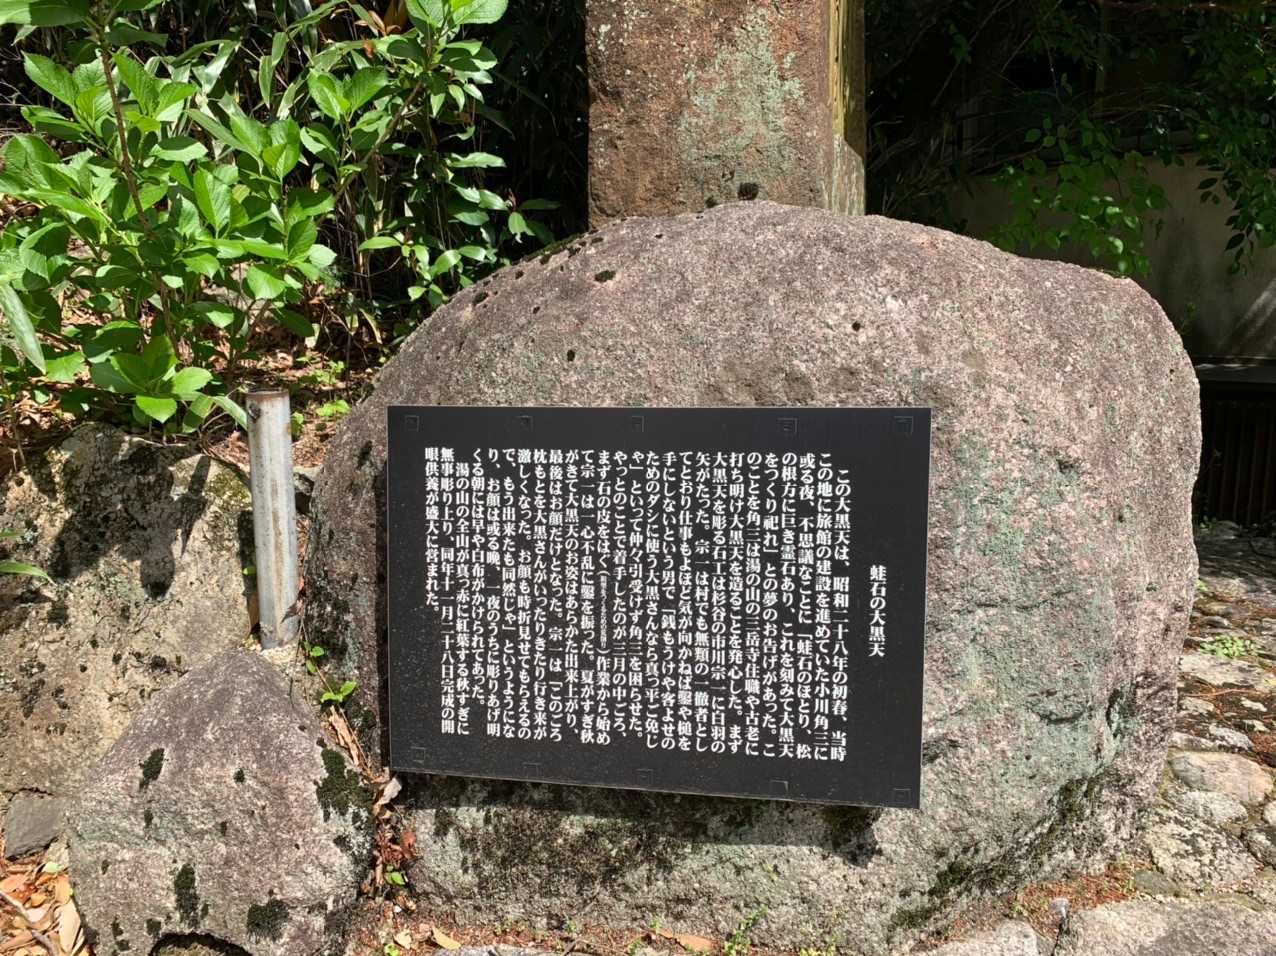 蛙石の大黒天
この大黒天は、昭和二十八年の初春、当時
この地に旅館の建設を進めていた小川角三に
或る夜、不思議なことに「蛙石のほとり、松
の根方に巨き霊石あり、これを刻みて大黒天
をつくり祀れ」との夢のお告げがあった。こ
のことを角三は湯の山の三岳寺住職や古老に
打ち明け大黒天を造ることを発心した。まず
大黒天を彫る石工は杉谷の市川宗一に白羽の
矢がたった。宗一は村でも無類の一徹者とし
てとおり仕事もよほど気が向かねば鑿や槌を
手にしないという男で「銭もうけや客よせの
ためのダシに使う大黒さんなら真っ平ご免じ
ゃ」といって仲々引受けず角三を困らせた。
やっとのことで着手したのが三月の中ごろ、
まず石の皮をはぐ作業から始め
て宗一は一心不乱に鑿を振った。夏がすぎ秋
が来て大黒天のお姿はあらかた出来上がり、
最後はお顔だけとなった。宗一は「このごろ
枕もとを大黒さんがいったりきたり行き来が
激しくなった。お顔も時折見せてもらえるの
で、もう出来たも同然じゃ」というようにな
り、お顔は或る晩、一夜のうちに彫りあげ明
くる朝には早や白布がかけられてあった。
湯の山の全山が真っ赤に紅葉する秋すぎに
無事彫り上り、同年十一月二十八日完成の開
眼供養が盛大に営まれた。